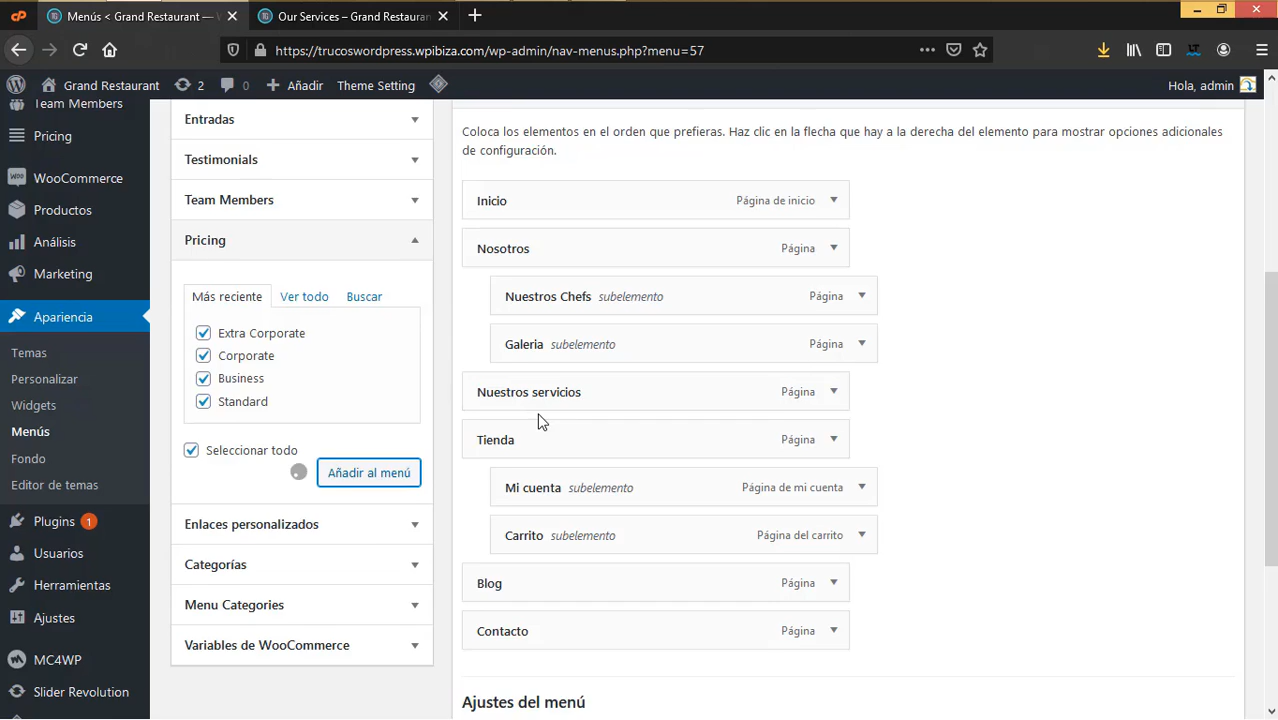 Menús < Grand Restaurant — W
Our Services – Grand Restaurant
https://trucoswordpress.wpibiza.com/wp-admin/nav-menus.php?menu=57
Grand Restaurant
2
0
Añadir
Theme Setting
Hola, admin
Team Members
Pricing
WooCommerce
Productos
Análisis
Marketing
Apariencia
Temas
Personalizar
Widgets
Menús
Fondo
Editor de temas
Plugins 1
Usuarios
Herramientas
Ajustes
MC4WP
Slider Revolution
Entradas
Testimonials
Team Members
Pricing
Más reciente
Ver todo
Buscar
Extra Corporate
Corporate
Business
Standard
Seleccionar todo
Añadir al menú
Enlaces personalizados
Categorías
Menu Categories
Variables de WooCommerce
Coloca los elementos en el orden que prefieras. Haz clic en la flecha que hay a la derecha del elemento para mostrar opciones adicionales
de configuración.
Inicio Página de inicio
Nosotros Página
Nuestros Chefs subelemento Página
Galeria subelemento Página
Nuestros servicios Página
Tienda Página
Mi cuenta subelemento Página de mi cuenta
Carrito subelemento Página del carrito
Blog Página
Contacto Página
Ajustes del menú